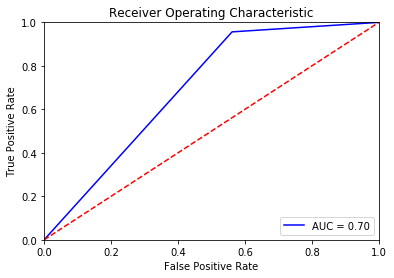 Receiver Operating Characteristic
True Positive Rate
1.0
0.8
0.6
0.4
0.2
0.0
AUC = 0.70
0.0 0.2 0.4 0.6 0.8 1.0
False Positive Rate